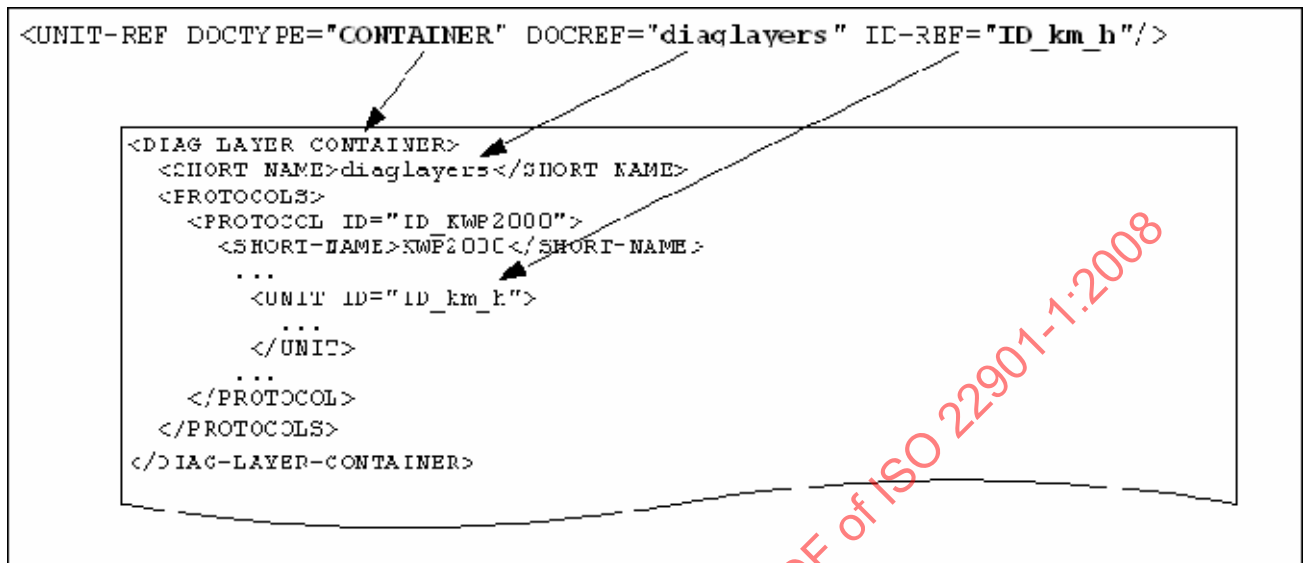 <UNIT-REF DOCTYPE="CONTAINER" DOCREF="diaglayers" ID-REF="ID_km_h"/>
<DIAG LAYER CONTAINER>
<SHORT NAME>diaglayers</SHORT NAME>
<PROTOCOLS>
<PROTOCOL ID="ID_KWP2000">
<SHORT-NAME>KWP2000</SHORT-NAME>
...
<UNIT ID="ID_km_h">
...
</UNIT>
...
</PROTOCOL>
</PROTOCOLS>
</DIAG-LAYER-CONTAINER>
PDF of ISO 22901-1:2008